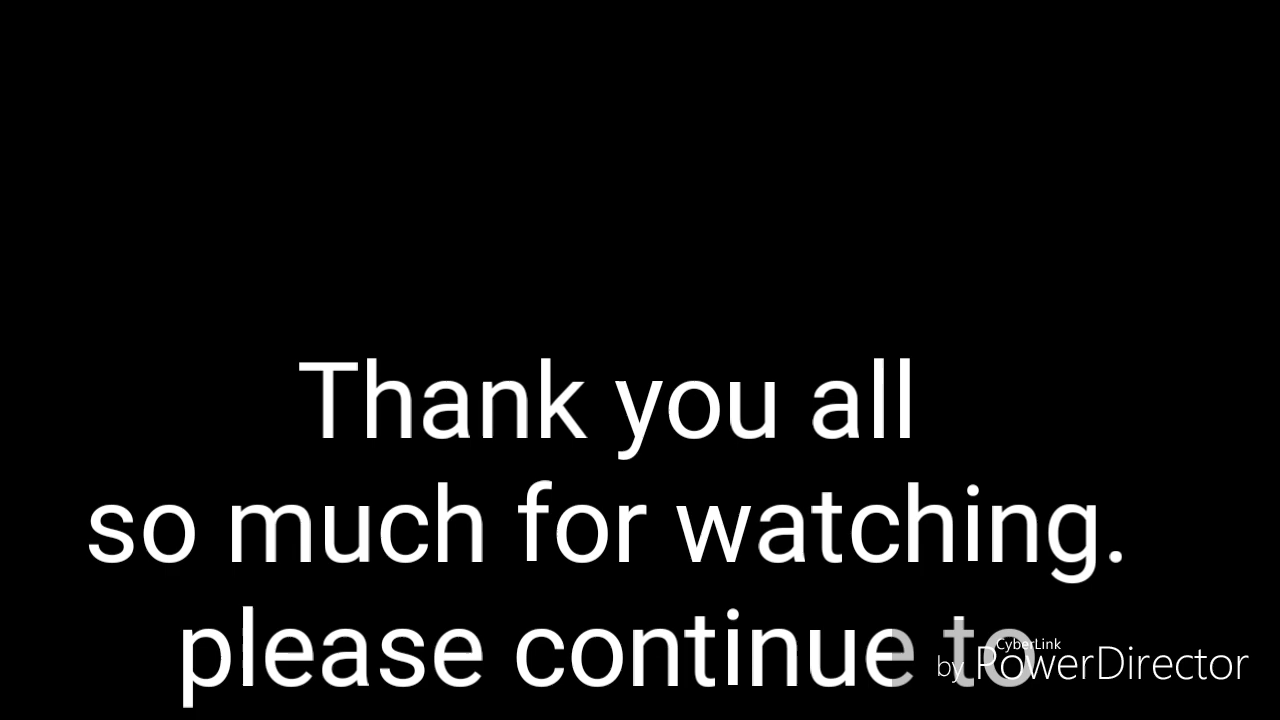 Thank you all
so much for watching.
please continue to
CyberLink
by PowerDirector